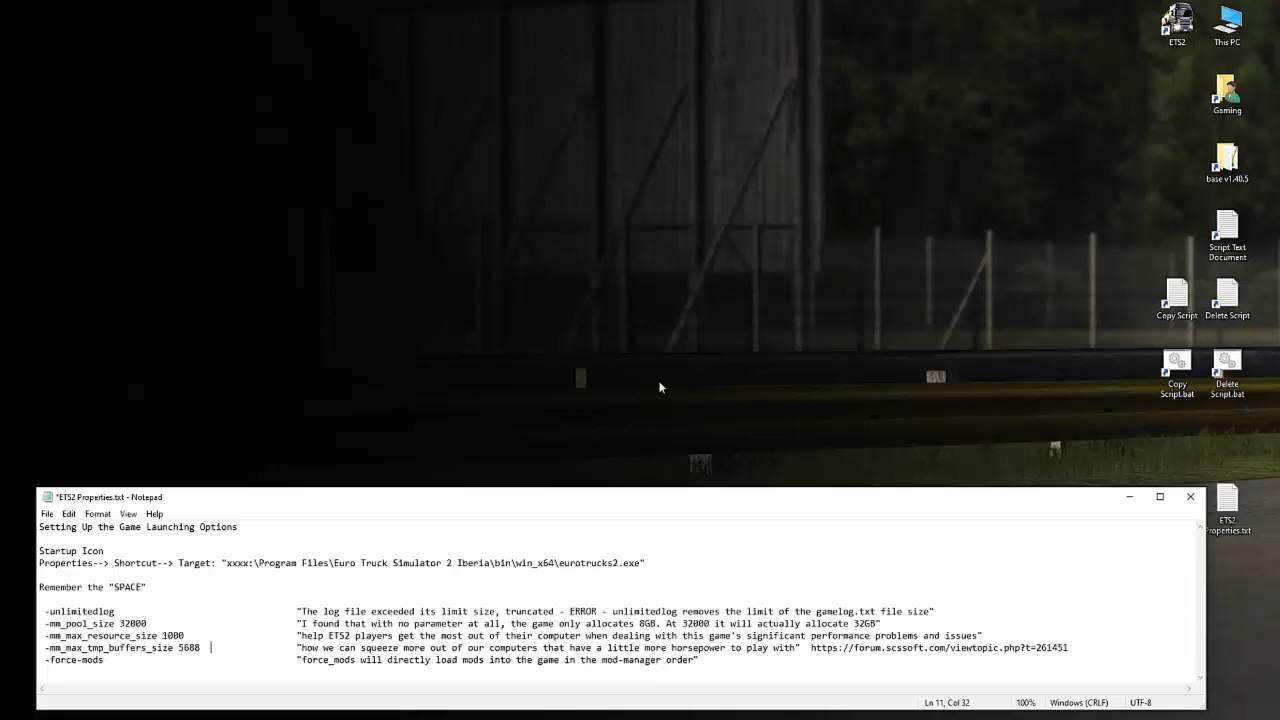 ETS2
This PC
Gaming
base v1.40.5
Script Text
Document
Copy Script
Delete Script
Copy
Script.bat
Delete
Script.bat
ETS2
Properties.txt
*ETS2 Properties.txt - Notepad
File Edit Format View Help
Setting Up the Game Launching Options
Startup Icon
Properties--> Shortcut--> Target: "xxxx:\Program Files\Euro Truck Simulator 2 Iberia\bin\win_x64\eurotrucks2.exe"
Remember the "SPACE"
-unlimitedlog "The log file exceeded its limit size, truncated - ERROR - unlimitedlog removes the limit of the gamelog.txt file size"
-mm_pool_size 32000 "I found that with no parameter at all, the game only allocates 8GB. At 32000 it will actually allocate 32GB"
-mm_max_resource_size 1000 "help ETS2 players get the most out of their computer when dealing with this game's significant performance problems and issues"
-mm_max_tmp_buffers_size 5688 "how we can squeeze more out of our computers that have a little more horsepower to play with" https://forum.scssoft.com/viewtopic.php?t=261451
-force-mods "force_mods will directly load mods into the game in the mod-manager order"
Ln 11, Col 32 100% Windows (CRLF) UTF-8